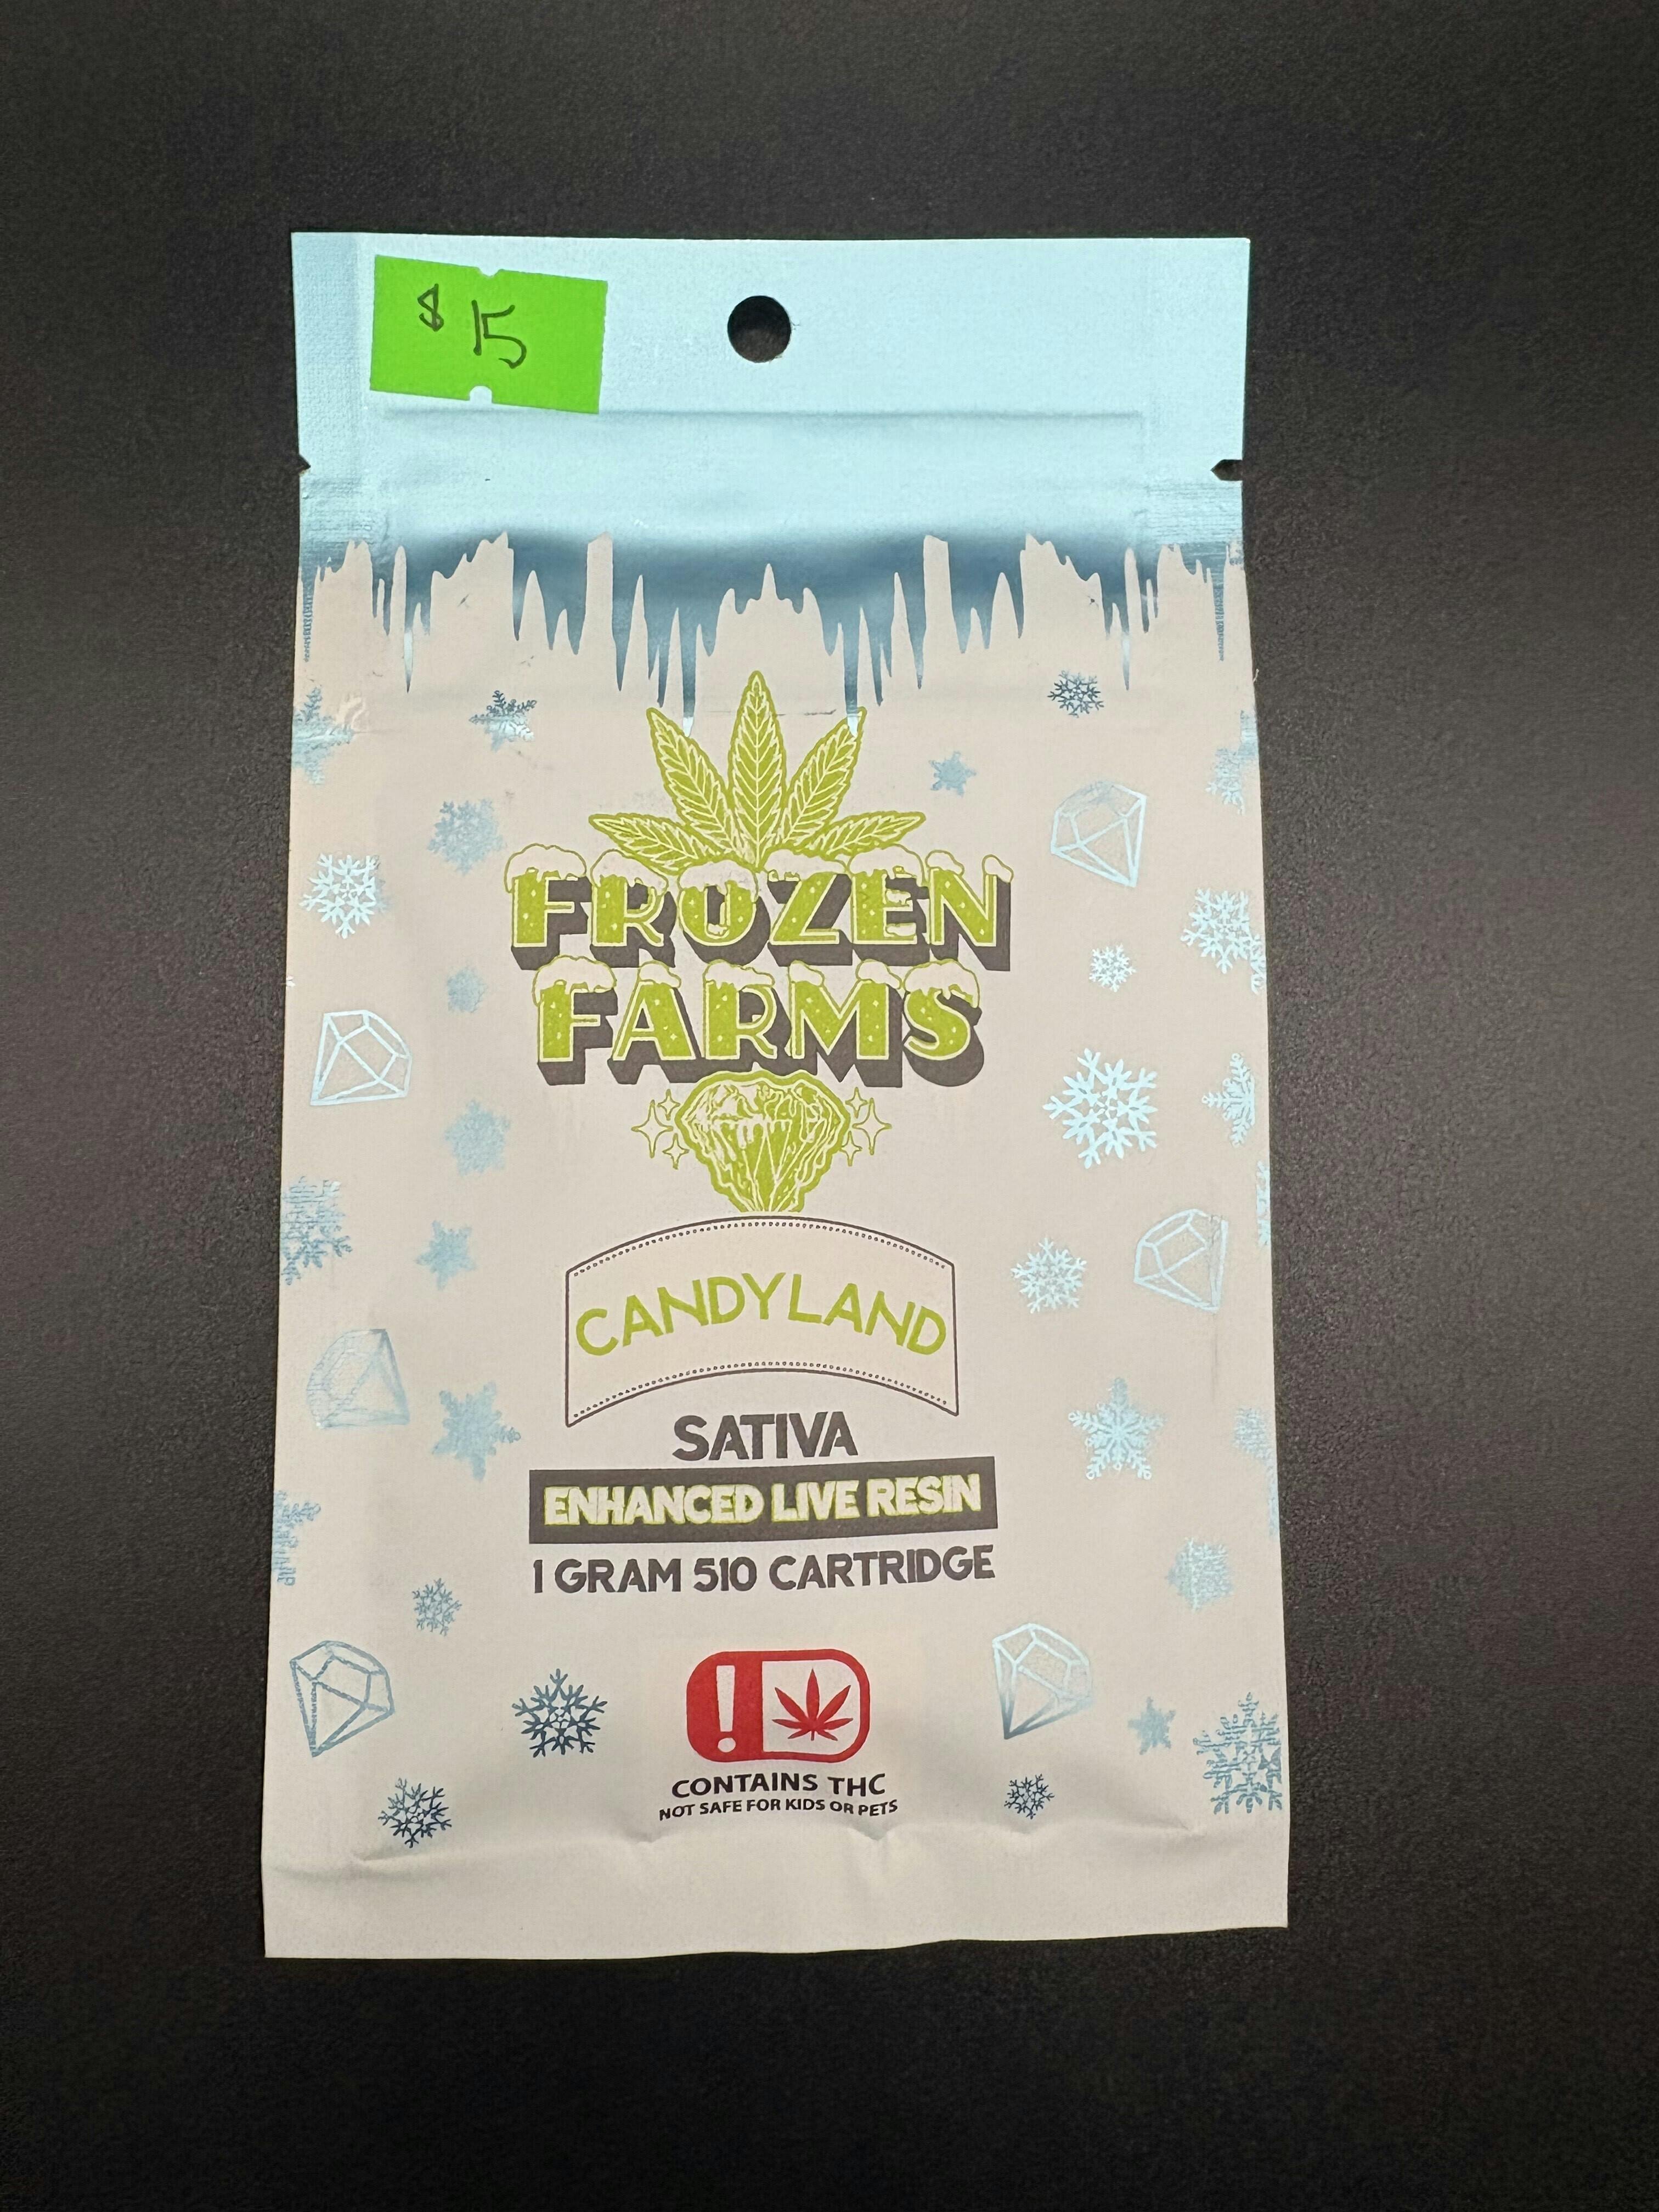 $ 15
FROZEN
FARMS
CANDYLAND
SATIVA
ENHANCED LIVE RESIN
1 GRAM 510 CARTRIDGE
!
CONTAINS THC
NOT SAFE FOR KIDS OR PETS